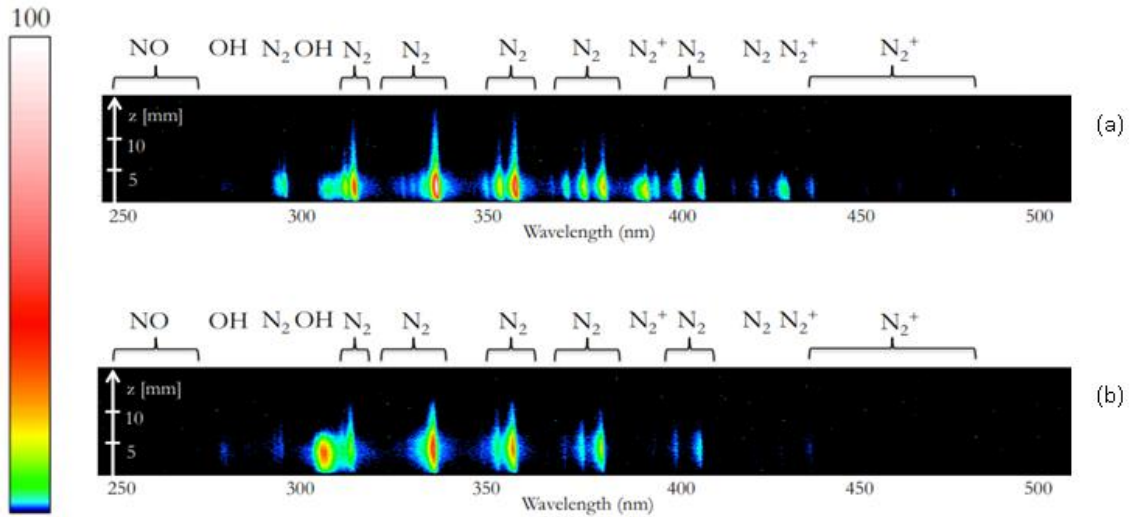 100
NO OH N₂ OH N₂ N₂ N₂ N₂ N₂⁺ N₂ N₂ N₂⁺ N₂⁺
z [mm]
10
5
(a)
250 300 350 400 450 500
Wavelength (nm)
NO OH N₂ OH N₂ N₂ N₂ N₂ N₂⁺ N₂ N₂ N₂⁺ N₂⁺
z [mm]
10
5
(b)
250 300 350 400 450 500
Wavelength (nm)